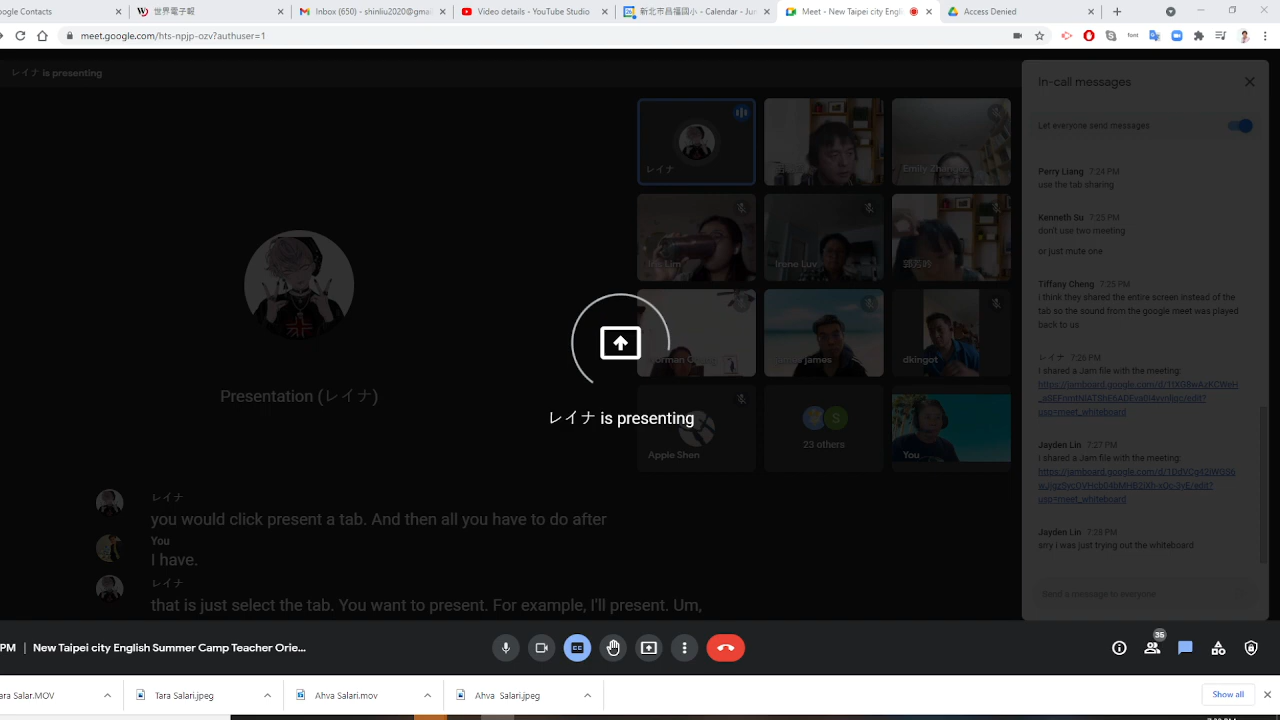 ogle Contacts
世界電子報
Inbox (650) - shinliu2020@gmai
Video details - YouTube Studio
新北市昌福國小 - Calendar - Jun
Meet - New Taipei city Engli
Access Denied
meet.google.com/hts-npjp-ozv?authuser=1
レイナ is presenting
In-call messages
Let everyone send messages
Perry Liang 7:24 PM
use the tab sharing
Kenneth Su 7:25 PM
don't use two meeting
or just mute one
Tiffany Cheng 7:25 PM
i think they shared the entire screen instead of the
tab so the sound from the google meet was played
back to us
レイナ 7:26 PM
I shared a Jam file with the meeting:
usp=meet_whiteboard
Jayden Lin 7:27 PM
I shared a Jam file with the meeting:
usp=meet_whiteboard
Jayden Lin 7:28 PM
srry i was just trying out the whiteboard
Send a message to everyone
レイナ
Irene Luv
dkingot
Apple Shen
23 others
You
Presentation (レイナ)
レイナ is presenting
レイナ
you would click present a tab. And then all you have to do after
You
I have.
レイナ
that is just select the tab. You want to present. For example, I'll present. Um,
PM | New Taipei city English Summer Camp Teacher Orie...
35
ara Salar.MOV
Tara Salari.jpeg
Ahva Salari.mov
Ahva Salari.jpeg
Show all